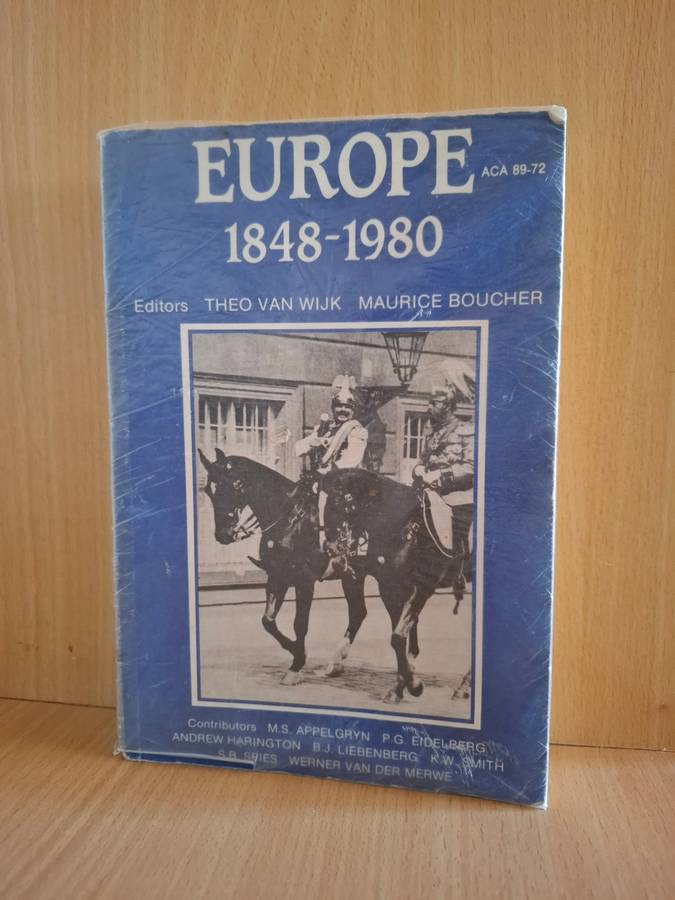 EUROPE
ACA 89-72
1848-1980
Editors THEO VAN WIJK MAURICE BOUCHER
Contributors M.S. APPELGRYN P.G. EIDELBERG
ANDREW HARINGTON B.J. LIEBENBERG K.W. SMITH
S.B. SPIES WERNER VAN DER MERWE